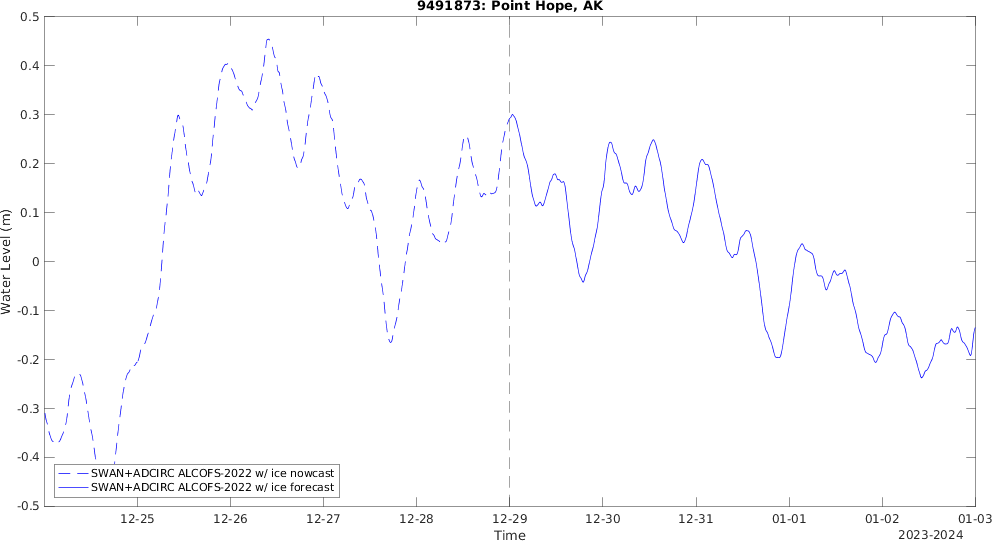 9491873: Point Hope, AK
0.5
0.4
0.3
0.2
0.1
0
-0.1
-0.2
-0.3
-0.4
-0.5
Water Level (m)
SWAN+ADCIRC ALCOFS-2022 w/ ice nowcast
SWAN+ADCIRC ALCOFS-2022 w/ ice forecast
12-25 12-26 12-27 12-28 12-29 12-30 12-31 01-01 01-02 01-03
Time 2023-2024